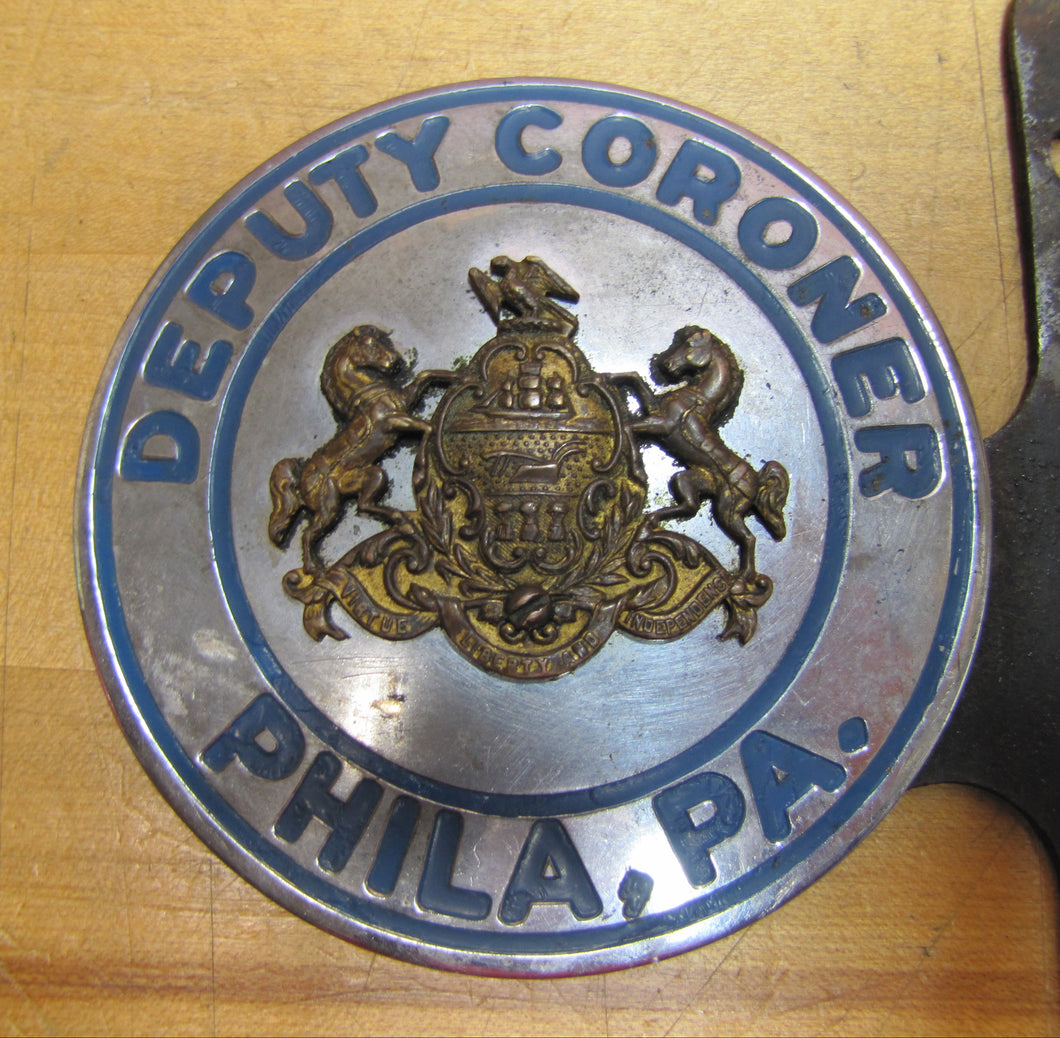 DEPUTY CORONER
VIRTUE
LIBERTY AND
INDEPENDENCE
PHILA, PA.